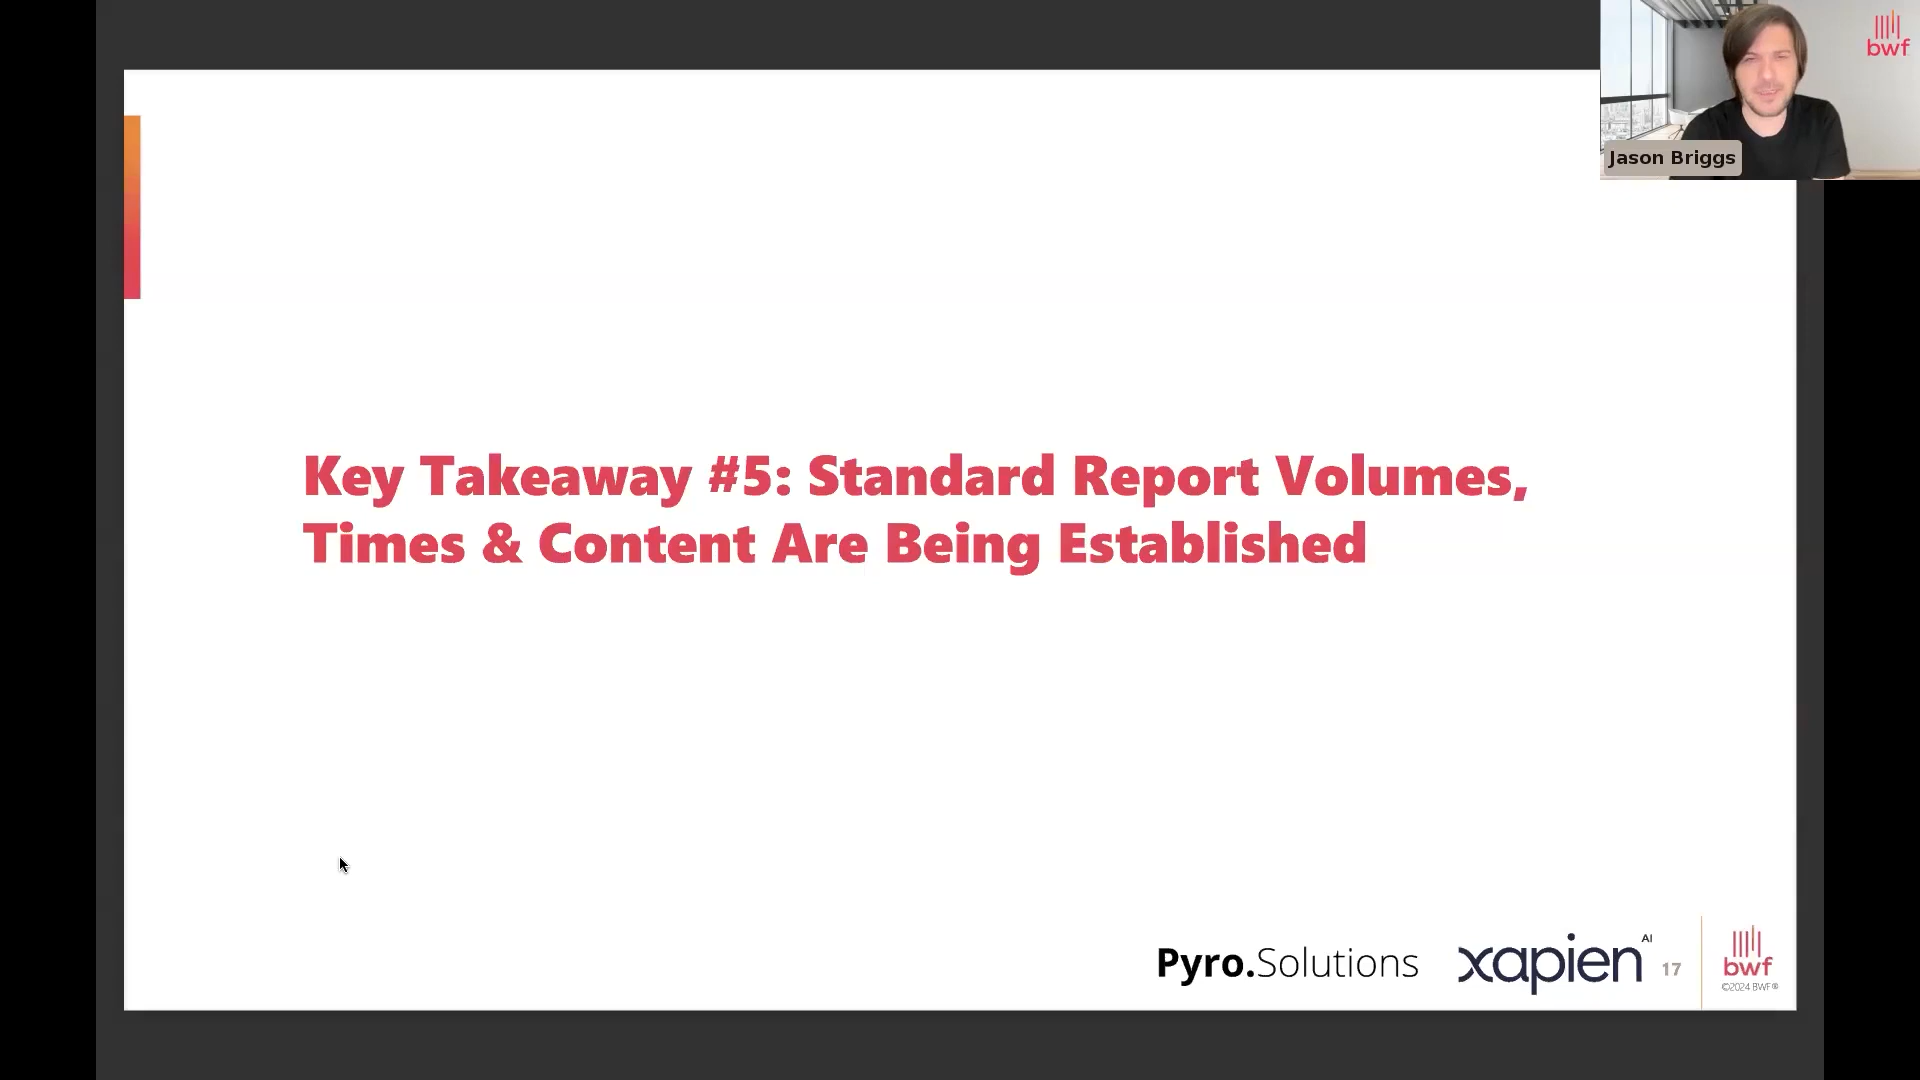 bwf
Jason Briggs
Key Takeaway #5: Standard Report Volumes,
Times & Content Are Being Established
Pyro.Solutions
xapien AI
17
bwf
©2024 BWF®